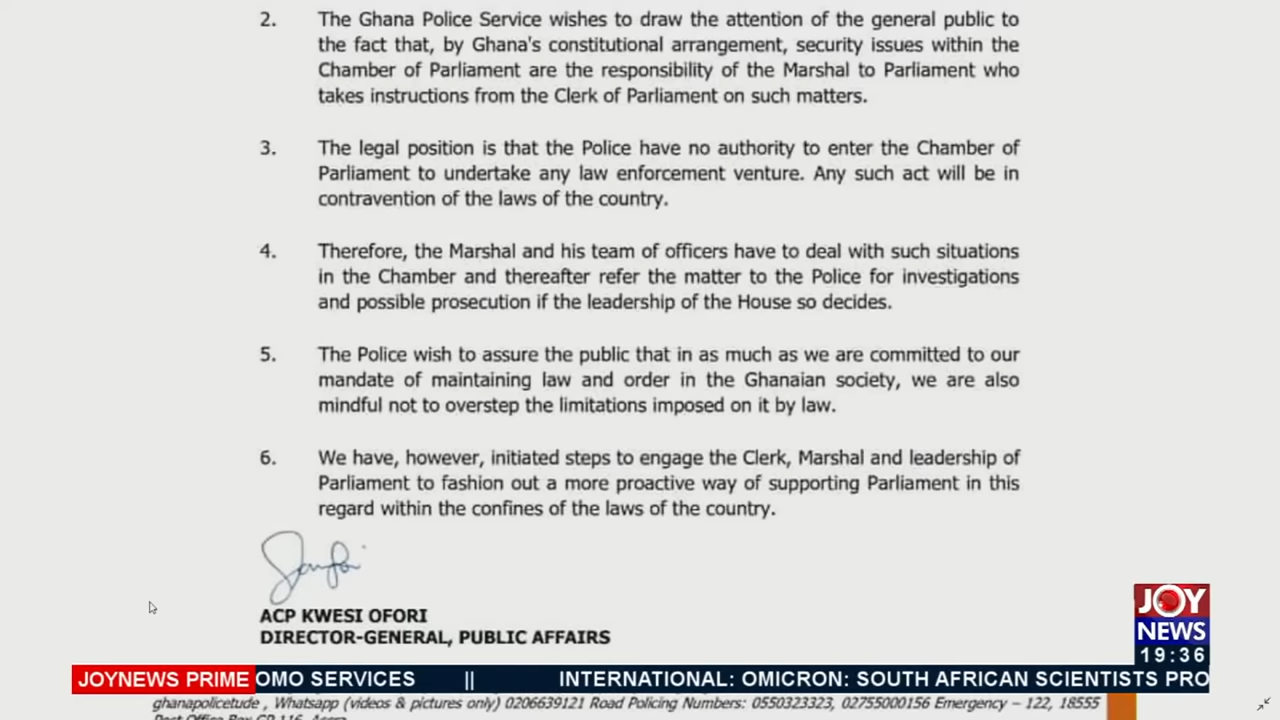 2. The Ghana Police Service wishes to draw the attention of the general public to
the fact that, by Ghana's constitutional arrangement, security issues within the
Chamber of Parliament are the responsibility of the Marshal to Parliament who
takes instructions from the Clerk of Parliament on such matters.
3. The legal position is that the Police have no authority to enter the Chamber of
Parliament to undertake any law enforcement venture. Any such act will be in
contravention of the laws of the country.
4. Therefore, the Marshal and his team of officers have to deal with such situations
in the Chamber and thereafter refer the matter to the Police for investigations
and possible prosecution if the leadership of the House so decides.
5. The Police wish to assure the public that in as much as we are committed to our
mandate of maintaining law and order in the Ghanaian society, we are also
mindful not to overstep the limitations imposed on it by law.
6. We have, however, initiated steps to engage the Clerk, Marshal and leadership of
Parliament to fashion out a more proactive way of supporting Parliament in this
regard within the confines of the laws of the country.
ACP KWESI OFORI
DIRECTOR-GENERAL, PUBLIC AFFAIRS
JOY
NEWS
19:36
JOYNEWS PRIME OMO SERVICES || INTERNATIONAL: OMICRON: SOUTH AFRICAN SCIENTISTS PRO
ghanapolicetude , Whatsapp (videos & pictures only) 0206639121 Road Policing Numbers: 0550323323, 02755000156 Emergency – 122, 18555